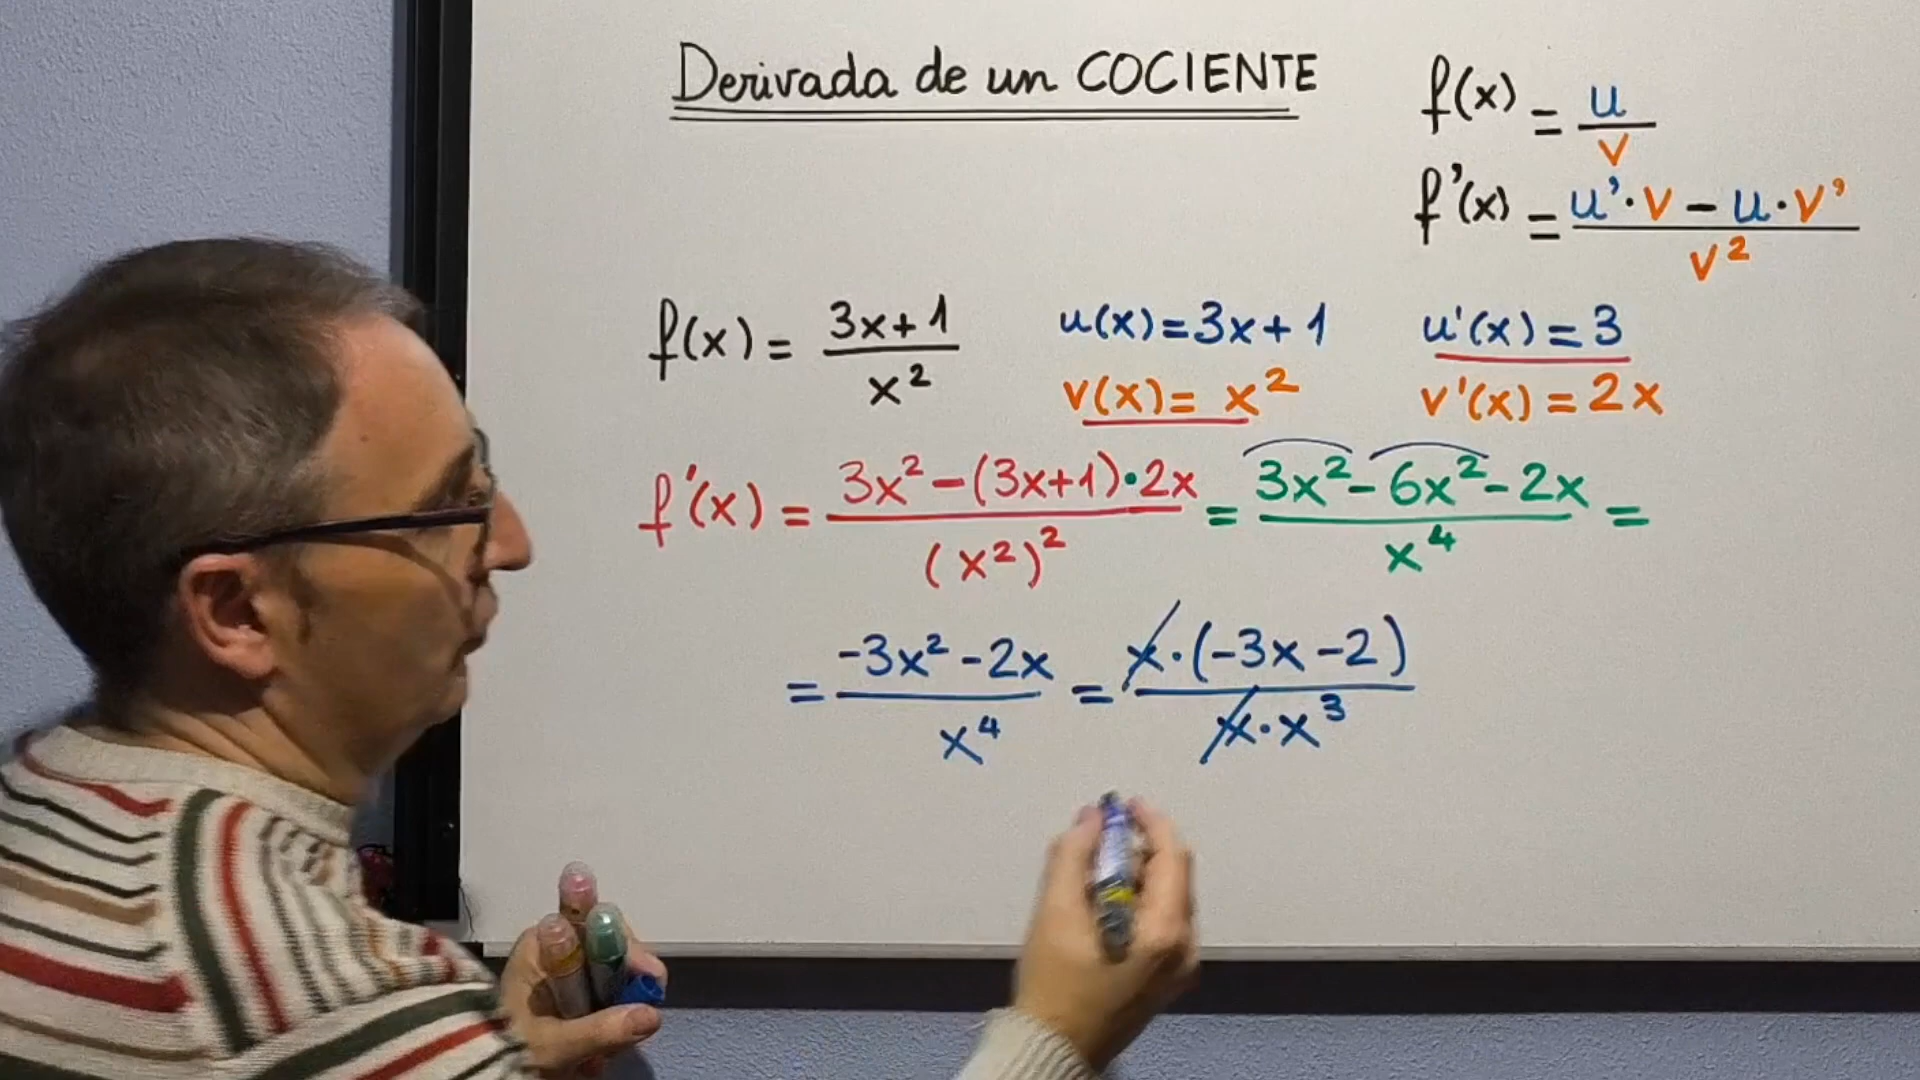 Derivada de un COCIENTE
f(x) = u/v
f'(x) = u'·v - u·v' / v²
f(x) = 3x+1 / x² u(x)=3x+1 u'(x)=3
v(x)= x² v'(x)=2x
f'(x) = 3x²-(3x+1)·2x / (x²)² = 3x²-6x²-2x / x⁴ =
= -3x²-2x / x⁴ = x·(-3x-2) / x·x³